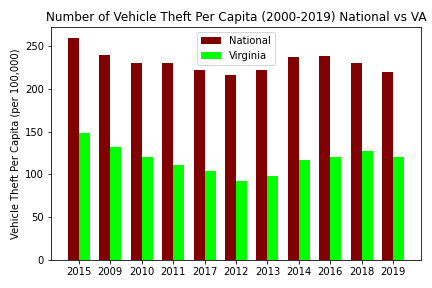 Number of Vehicle Theft Per Capita (2000-2019) National vs VA
National
Virginia
Vehicle Theft Per Capita (per 100,000)
250
200
150
100
50
0
2015 2009 2010 2011 2017 2012 2013 2014 2016 2018 2019